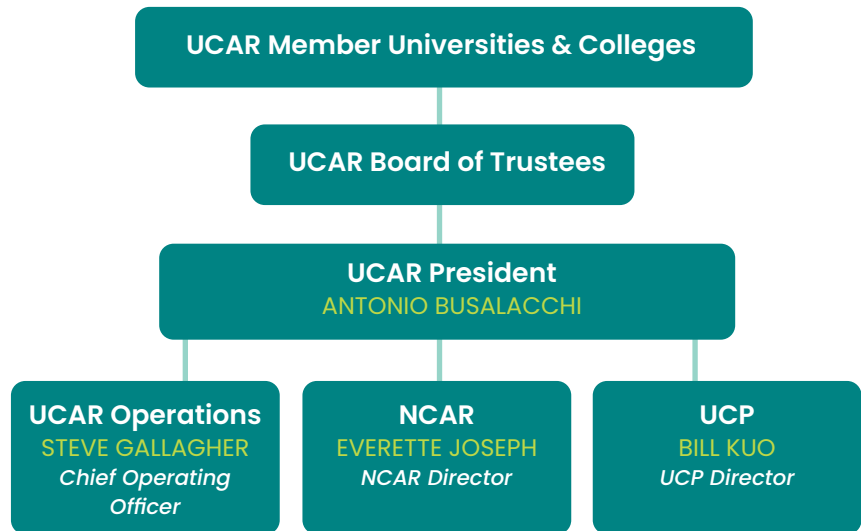 UCAR Member Universities & Colleges
UCAR Board of Trustees
UCAR President
ANTONIO BUSALACCHI
UCAR Operations
STEVE GALLAGHER
Chief Operating
Officer
NCAR
EVERETTE JOSEPH
NCAR Director
UCP
BILL KUO
UCP Director